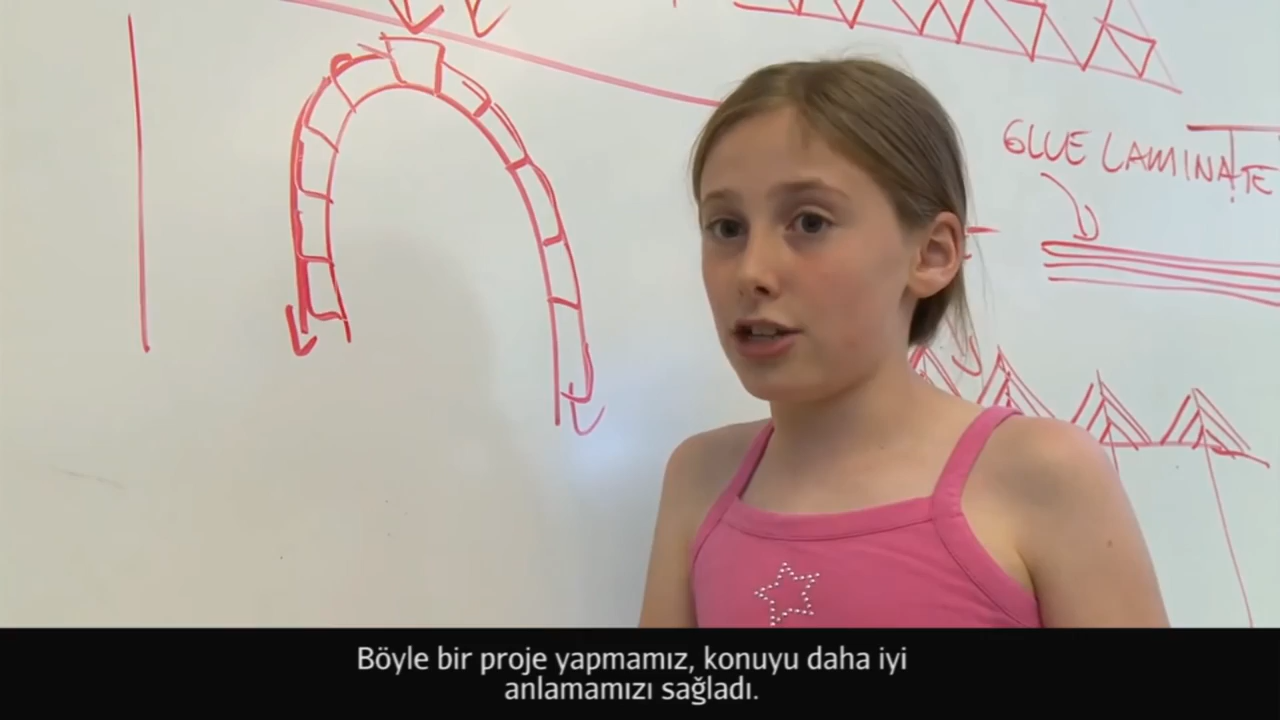 GLUE LAMINATE
Böyle bir proje yapmamız, konuyu daha iyi
anlamamızı sağladı.